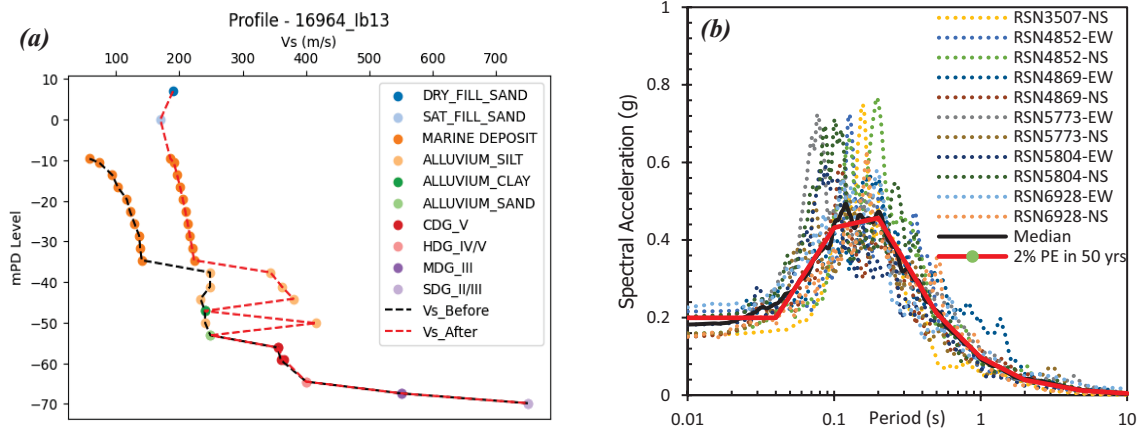 (a)
Profile - 16964_Ib13
Vs (m/s)
100 200 300 400 500 600 700
mPD Level
10
0
−10
−20
−30
−40
−50
−60
−70
DRY_FILL_SAND
SAT_FILL_SAND
MARINE DEPOSIT
ALLUVIUM_SILT
ALLUVIUM_CLAY
ALLUVIUM_SAND
CDG_V
HDG_IV/V
MDG_III
SDG_II/III
Vs_Before
Vs_After
(b)
Spectral Acceleration (g)
1
0.8
0.6
0.4
0.2
0
0.01 0.1 1 10
Period (s)
RSN3507-NS
RSN4852-EW
RSN4852-NS
RSN4869-EW
RSN4869-NS
RSN5773-EW
RSN5773-NS
RSN5804-EW
RSN5804-NS
RSN6928-EW
RSN6928-NS
Median
2% PE in 50 yrs